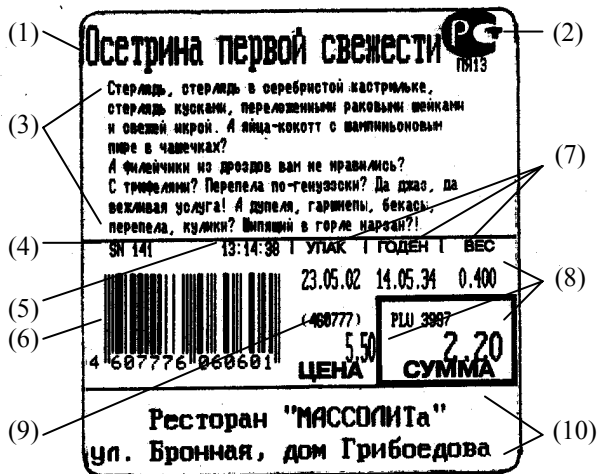 (1)
Осетрина первой свежести
РС
(2)
ПЯ13
(3)
Стерлядь, стерлядь в серебристой кастрюльке,
стерлядь кусками, переложенными раковыми шейками
и свежей икрой. А яйца-кокотт с шампиньоновым
пюре в чашечках?
А филейчики из дроздов вам не нравились?
С трюфелями? Перепела по-генуэзски? Да джаз, да
вежливая услуга! А дупеля, гаршнепы, бекасы,
перепела, кулики? Шипящий в горле нарзан?!
(7)
(4)
SN 141 13:14:38 УПАК ГОДЕН ВЕС
(5)
23.05.02 14.05.34 0.400
(8)
(6)
(460777) PLU 3997
5.50 2.20
4 607776 060601
ЦЕНА СУММА
(9)
Ресторан "МАССОЛИТа"
(10)
ул. Бронная, дом Грибоедова